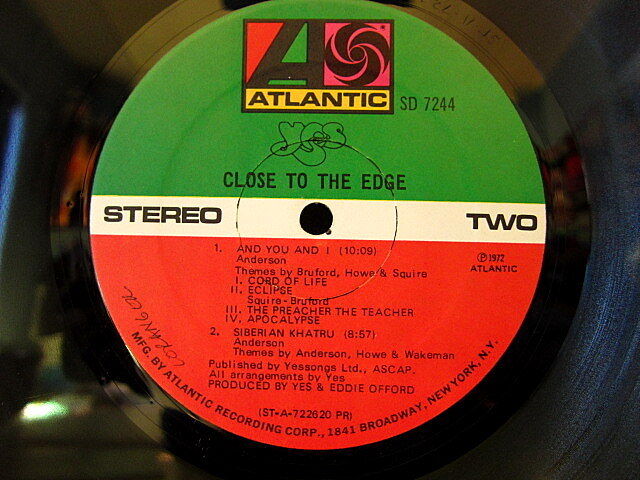 ATLANTIC
SD 7244
yes
CLOSE TO THE EDGE
STEREO
TWO
1. AND YOU AND I (10:09)
Anderson
Themes by Bruford, Howe & Squire
I. CORD OF LIFE
II. ECLIPSE
Squire-Bruford
III. THE PREACHER THE TEACHER
IV. APOCALYPSE
2. SIBERIAN KHATRU (8:57)
Anderson
Themes by Anderson, Howe & Wakeman
Published by Yessongs Ltd., ASCAP.
All arrangements by Yes
PRODUCED BY YES & EDDIE OFFORD
(ST-A-722620 PR)
Ⓟ1972
ATLANTIC
MFG. BY ATLANTIC RECORDING CORP., 1841 BROADWAY, NEW YORK, N.Y.